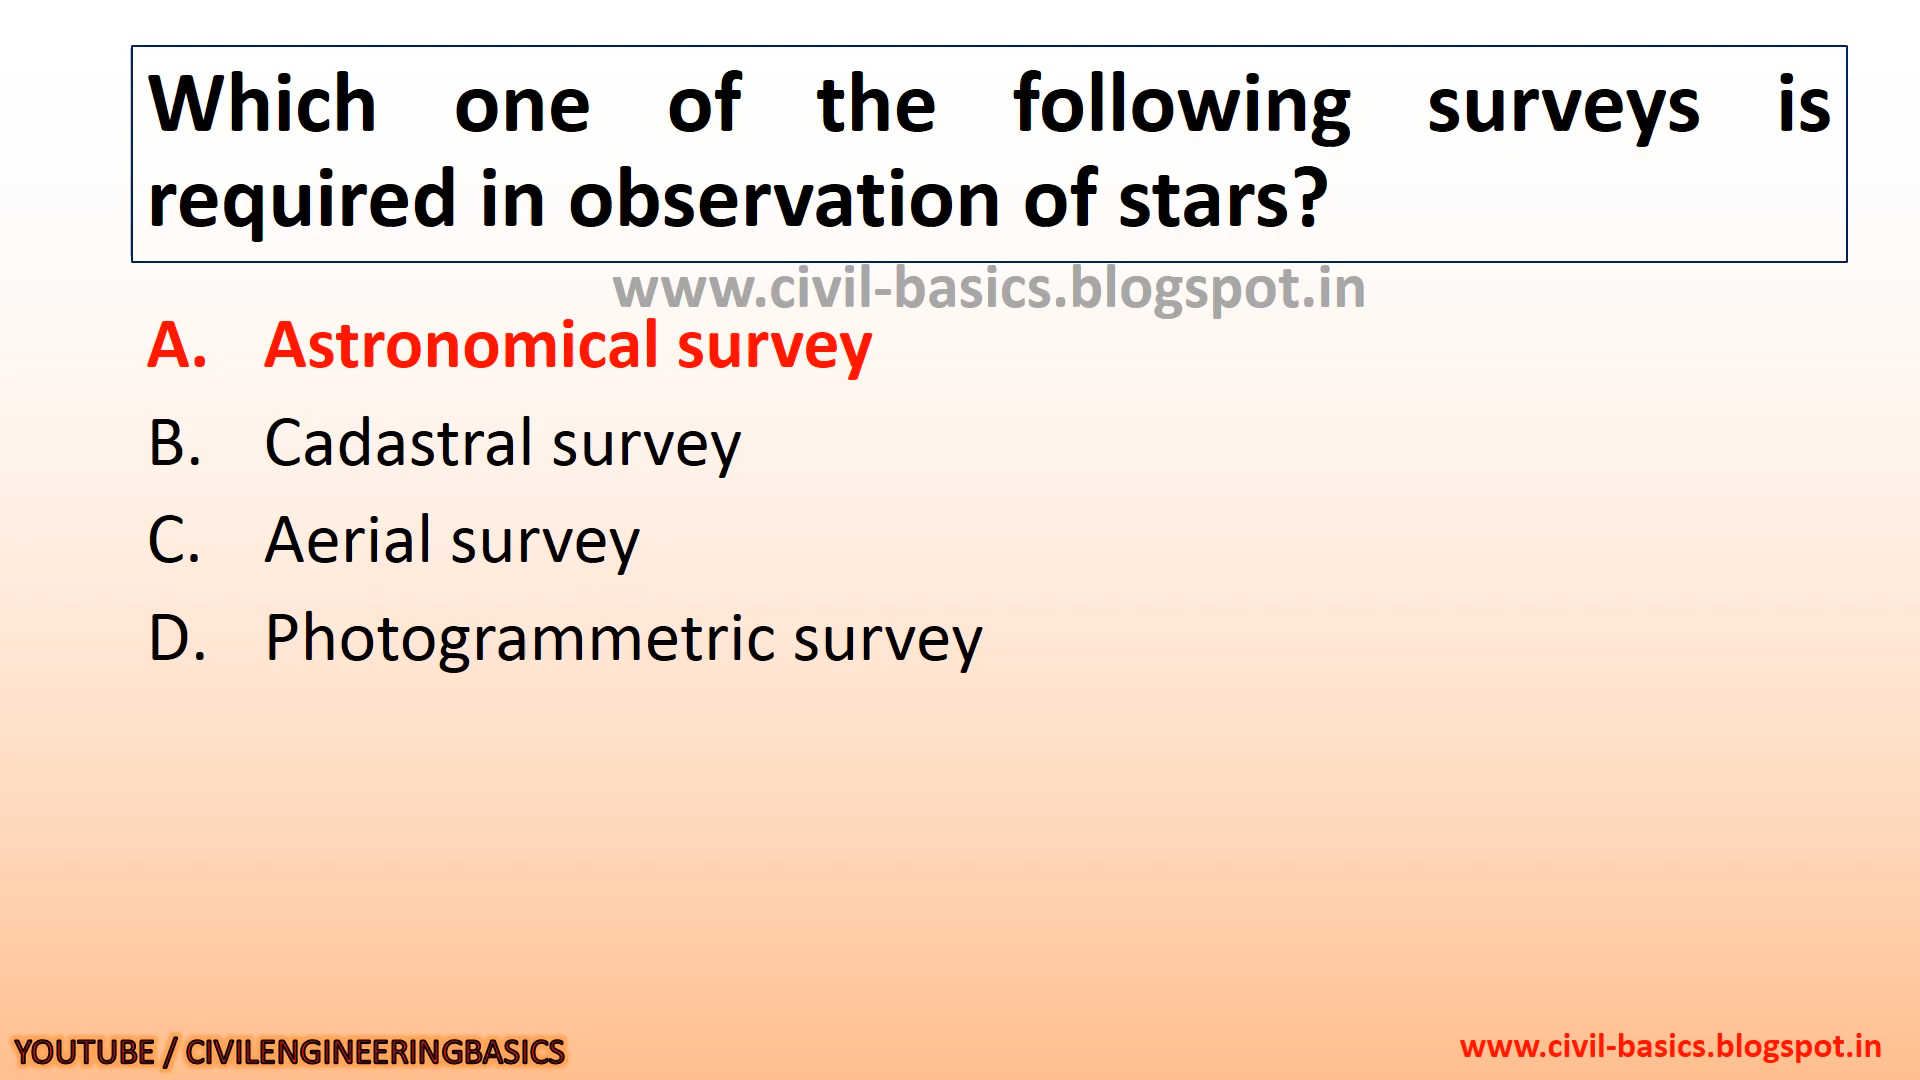 Which one of the following surveys is
required in observation of stars?
www.civil-basics.blogspot.in
A. Astronomical survey
B. Cadastral survey
C. Aerial survey
D. Photogrammetric survey
YOUTUBE / CIVILENGINEERINGBASICS
www.civil-basics.blogspot.in